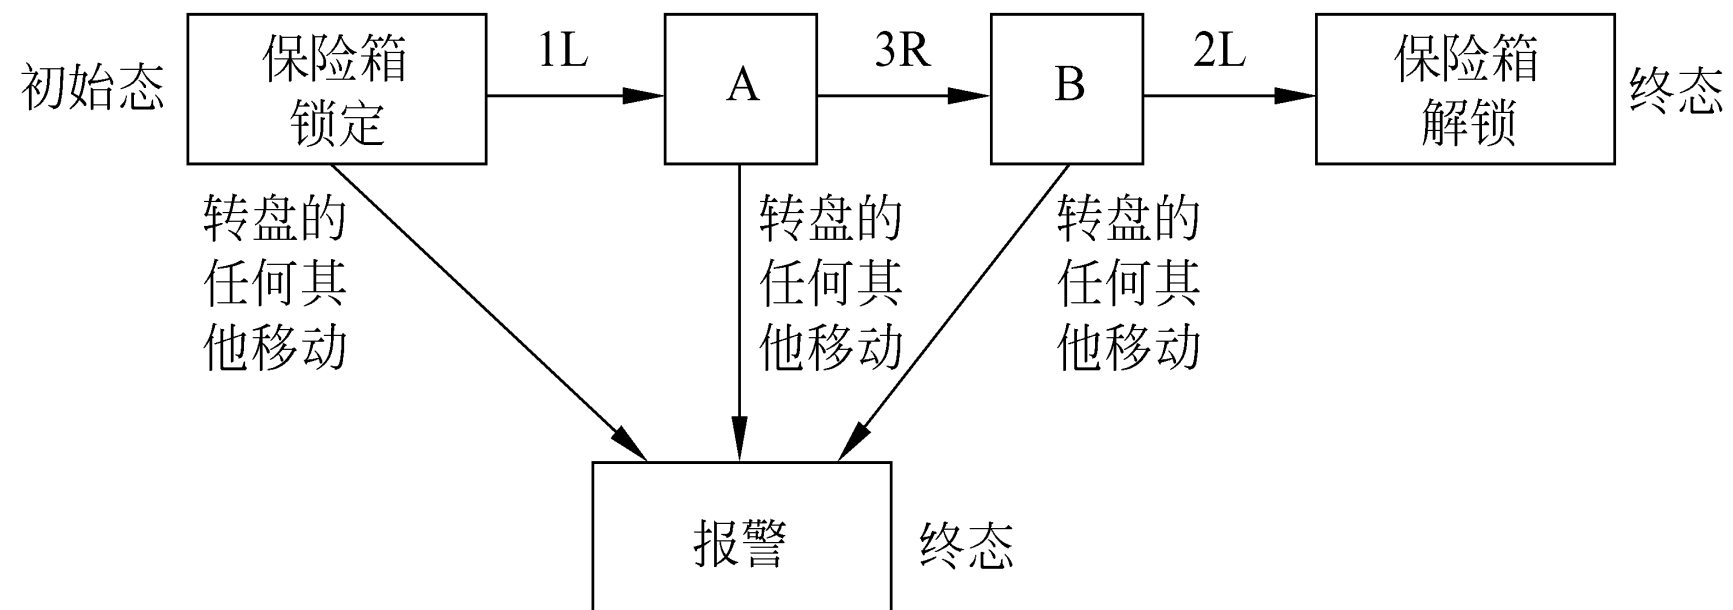 初始态
保险箱
锁定
1L
A
3R
B
2L
保险箱
解锁
终态
转盘的
任何其
他移动
转盘的
任何其
他移动
转盘的
任何其
他移动
报警
终态